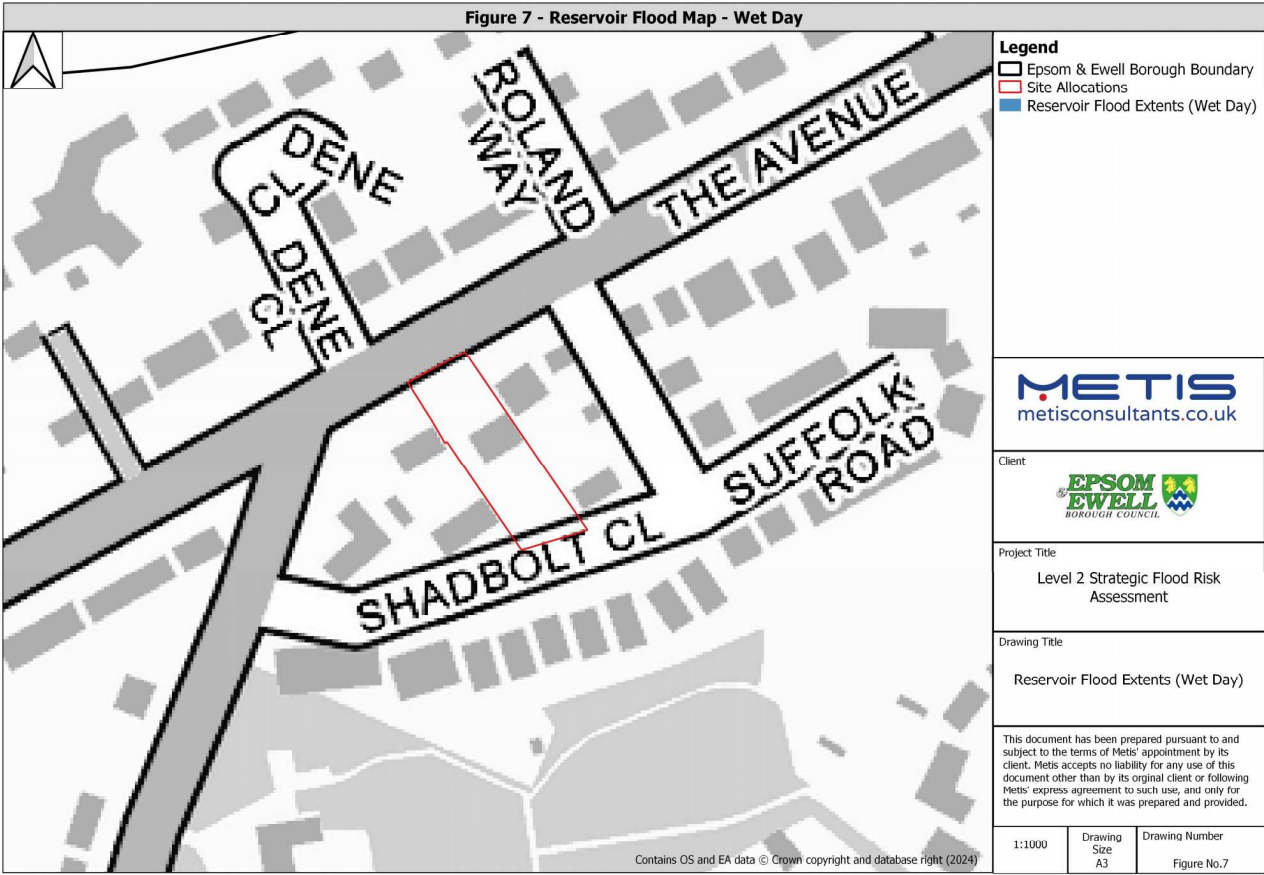 Figure 7 - Reservoir Flood Map - Wet Day
ROLAND
WAY
THE AVENUE
DENE
CL
DENE
CL
SUFFOLK
ROAD
SHADBOLT CL
Contains OS and EA data © Crown copyright and database right (2024)
Legend
Epsom & Ewell Borough Boundary
Site Allocations
Reservoir Flood Extents (Wet Day)
METIS
metisconsultants.co.uk
Client
EPSOM
& EWELL
BOROUGH COUNCIL
Project Title
Level 2 Strategic Flood Risk
Assessment
Drawing Title
Reservoir Flood Extents (Wet Day)
This document has been prepared pursuant to and
subject to the terms of Metis' appointment by its
client. Metis accepts no liability for any use of this
document other than by its orginal client or following
Metis' express agreement to such use, and only for
the purpose for which it was prepared and provided.
1:1000
Drawing
Size
A3
Drawing Number
Figure No.7